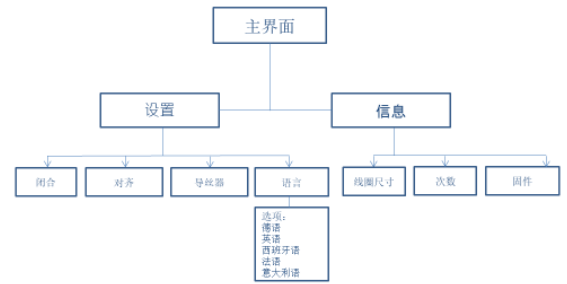 主界面
设置
信息
闭合
对齐
导丝器
语言
线圈尺寸
次数
固件
选项：
德语
英语
西班牙语
法语
意大利语